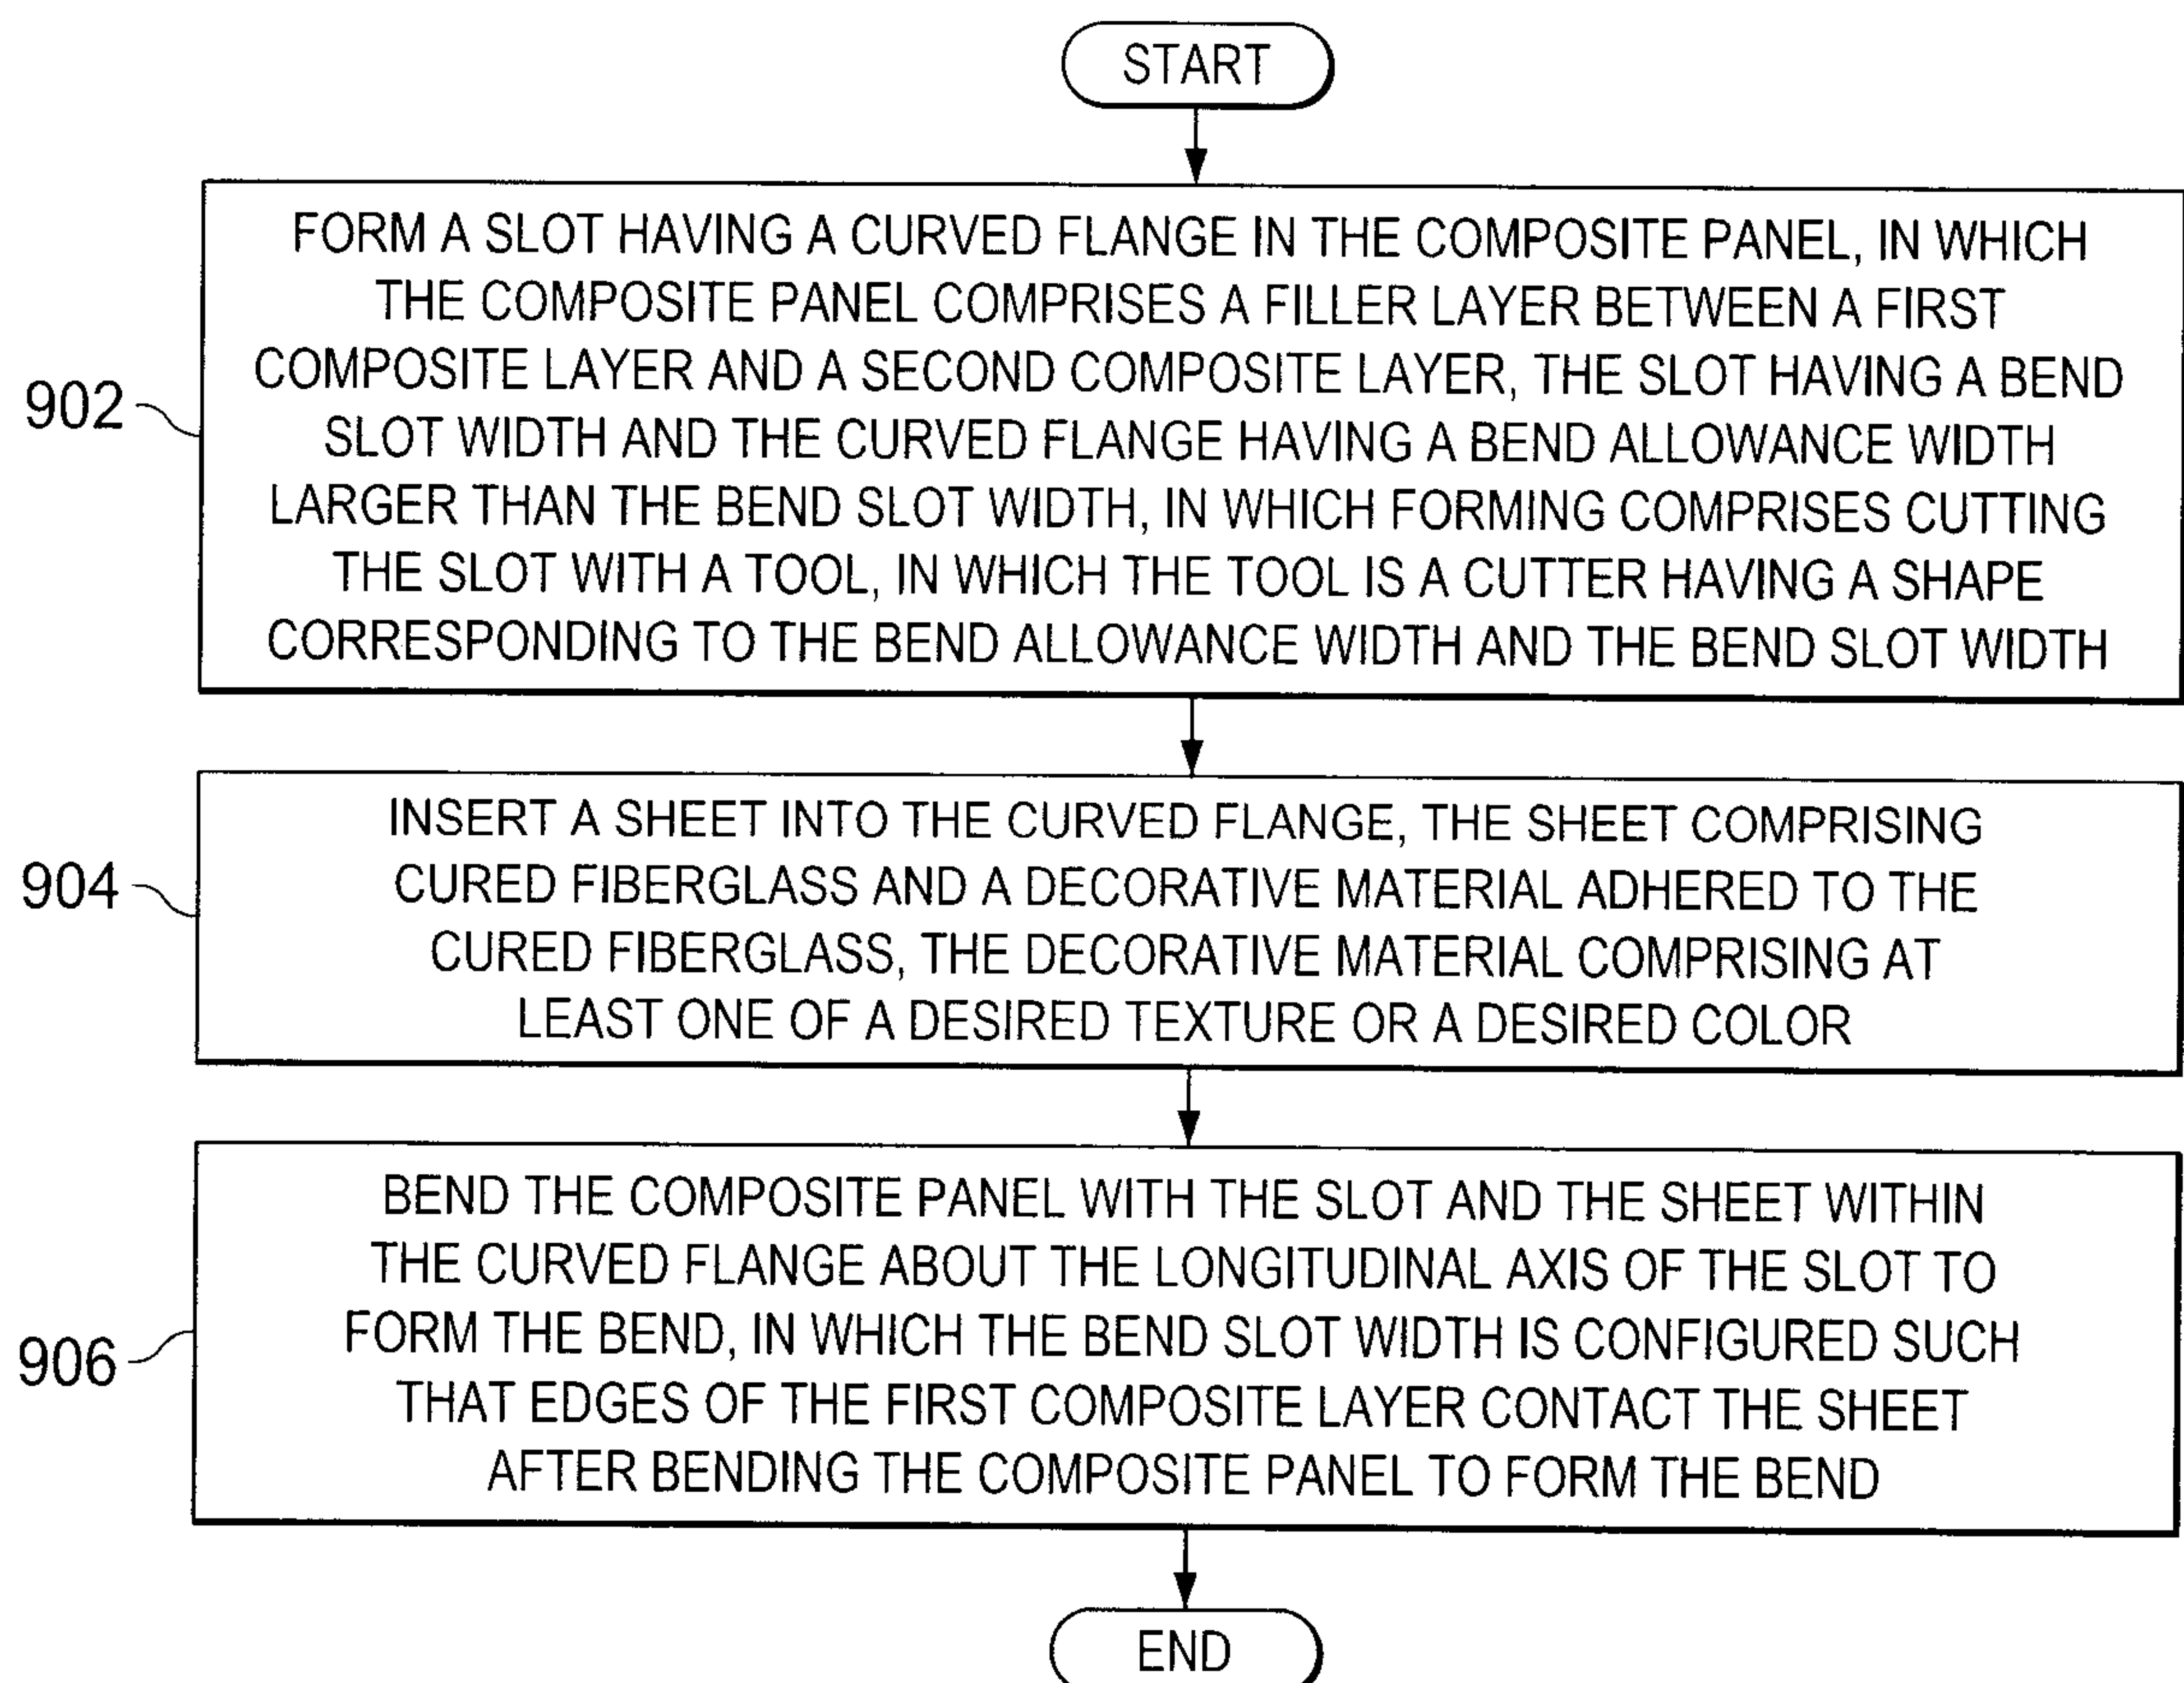 START
FORM A SLOT HAVING A CURVED FLANGE IN THE COMPOSITE PANEL, IN WHICH
THE COMPOSITE PANEL COMPRISES A FILLER LAYER BETWEEN A FIRST
COMPOSITE LAYER AND A SECOND COMPOSITE LAYER, THE SLOT HAVING A BEND
SLOT WIDTH AND THE CURVED FLANGE HAVING A BEND ALLOWANCE WIDTH
LARGER THAN THE BEND SLOT WIDTH, IN WHICH FORMING COMPRISES CUTTING
THE SLOT WITH A TOOL, IN WHICH THE TOOL IS A CUTTER HAVING A SHAPE
CORRESPONDING TO THE BEND ALLOWANCE WIDTH AND THE BEND SLOT WIDTH
902
INSERT A SHEET INTO THE CURVED FLANGE, THE SHEET COMPRISING
CURED FIBERGLASS AND A DECORATIVE MATERIAL ADHERED TO THE
CURED FIBERGLASS, THE DECORATIVE MATERIAL COMPRISING AT
LEAST ONE OF A DESIRED TEXTURE OR A DESIRED COLOR
904
BEND THE COMPOSITE PANEL WITH THE SLOT AND THE SHEET WITHIN
THE CURVED FLANGE ABOUT THE LONGITUDINAL AXIS OF THE SLOT TO
FORM THE BEND, IN WHICH THE BEND SLOT WIDTH IS CONFIGURED SUCH
THAT EDGES OF THE FIRST COMPOSITE LAYER CONTACT THE SHEET
AFTER BENDING THE COMPOSITE PANEL TO FORM THE BEND
906
END